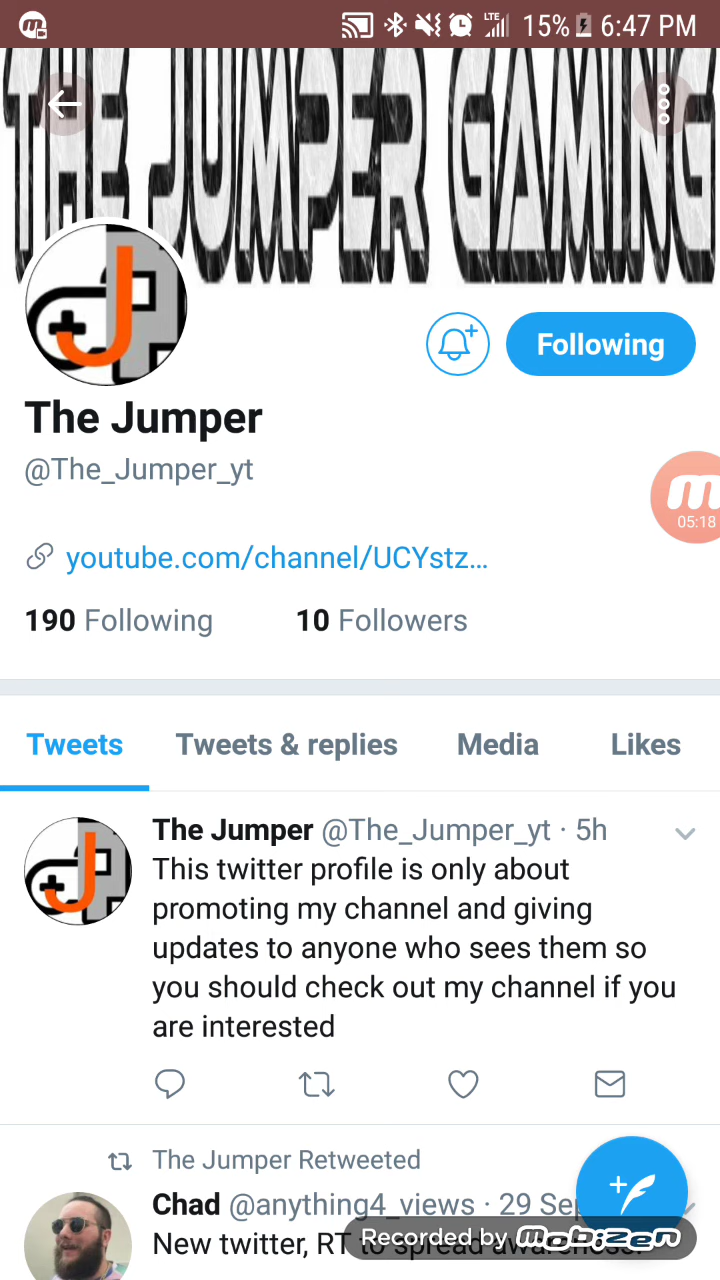 LTE 15% 6:47 PM
THE JUMPER GAMING
Following
The Jumper
@The_Jumper_yt
05:18
youtube.com/channel/UCYstz...
190 Following 10 Followers
Tweets Tweets & replies Media Likes
The Jumper @The_Jumper_yt · 5h
This twitter profile is only about
promoting my channel and giving
updates to anyone who sees them so
you should check out my channel if you
are interested
The Jumper Retweeted
Chad @anything4_views · 29 Sep
New twitter, RT to spread awareness.
Recorded by Mobizen